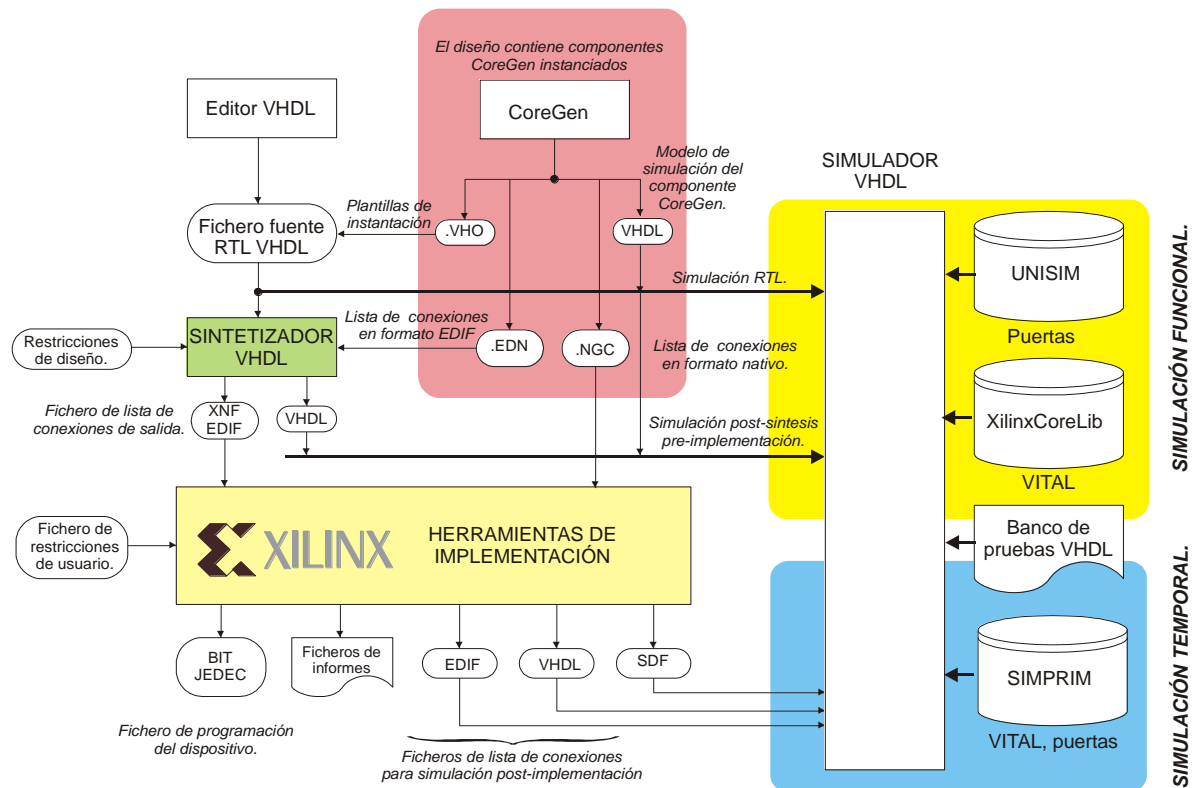 El diseño contiene componentes
CoreGen instanciados
Editor VHDL
CoreGen
Modelo de
simulación del
componente
CoreGen.
SIMULADOR
VHDL
Plantillas de
instantación
Fichero fuente
RTL VHDL
.VHO
VHDL
UNISIM
Simulación RTL.
Puertas
Restricciones
de diseño.
SINTETIZADOR
VHDL
Lista de conexiones
en formato EDIF
.EDN
.NGC
Lista de conexiones
en formato nativo.
XilinxCoreLib
VITAL
SIMULACIÓN FUNCIONAL.
Fichero de lista de
conexiones de salida.
XNF
EDIF
VHDL
Simulación post-sintesis
pre-implementación.
Fichero de
restricciones
de usuario.
XILINX
HERRAMIENTAS DE
IMPLEMENTACIÓN
Banco de
pruebas VHDL
BIT
JEDEC
Ficheros de
informes
EDIF
VHDL
SDF
SIMPRIM
VITAL, puertas
SIMULACIÓN TEMPORAL.
Fichero de programación
del dispositivo.
Ficheros de lista de conexiones
para simulación post-implementación